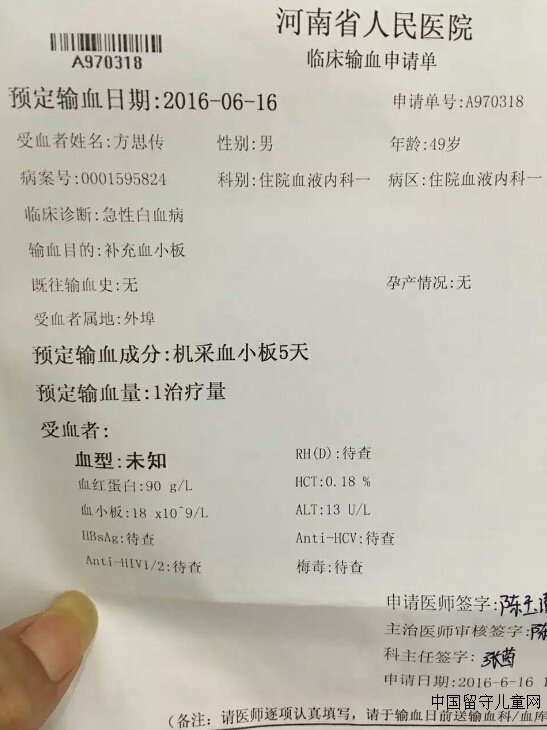 河南省人民医院
A970318
临床输血申请单
预定输血日期:2016-06-16 申请单号:A970318
受血者姓名:方思传 性别:男 年龄:49岁
病案号:0001595824 科别:住院血液内科一 病区:住院血液内科一
临床诊断:急性白血病
输血目的:补充血小板
既往输血史:无 孕产情况:无
受血者属地:外埠
预定输血成分:机采血小板5天
预定输血量:1治疗量
受血者:
血型:未知 RH(D):待查
血红蛋白:90 g/L HCT:0.18 %
血小板:18 x10^9/L ALT:13 U/L
HBsAg:待查 Anti-HCV:待查
Anti-HIV1/2:待查 梅毒:待查
申请医师签字:陈玉
主治医师审核签字:陈
科主任签字:张茵
申请日期:2016-6-16 1
中国留守儿童网
(备注: 请医师逐项认真填写, 请于输血日前送输血科/血库